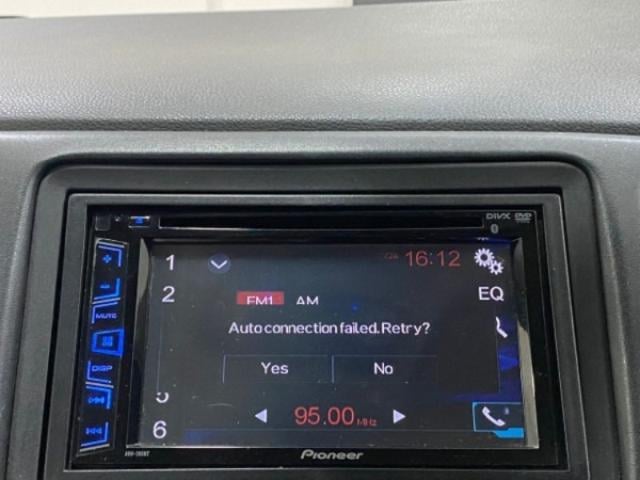 DIVX DVD
1
16:12
2
EQ
MUTE
FM1 AM
Auto connection failed. Retry?
Yes No
DISP
5
95.00 MHz
6
Pioneer